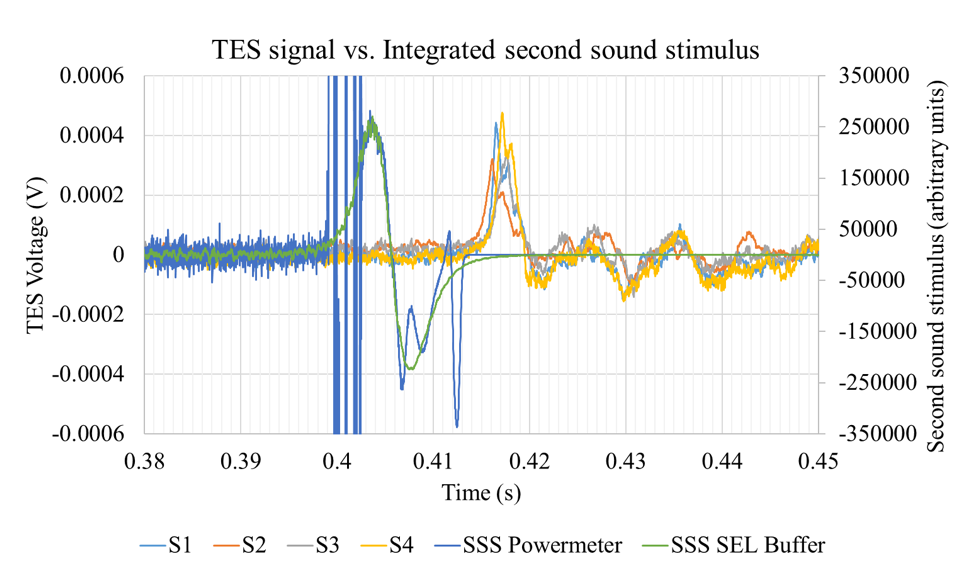 TES signal vs. Integrated second sound stimulus
0.0006
0.0004
0.0002
0
-0.0002
-0.0004
-0.0006
TES Voltage (V)
350000
250000
150000
50000
-50000
-150000
-250000
-350000
Second sound stimulus (arbitrary units)
0.38 0.39 0.4 0.41 0.42 0.43 0.44 0.45
Time (s)
S1 S2 S3 S4 SSS Powermeter SSS SEL Buffer